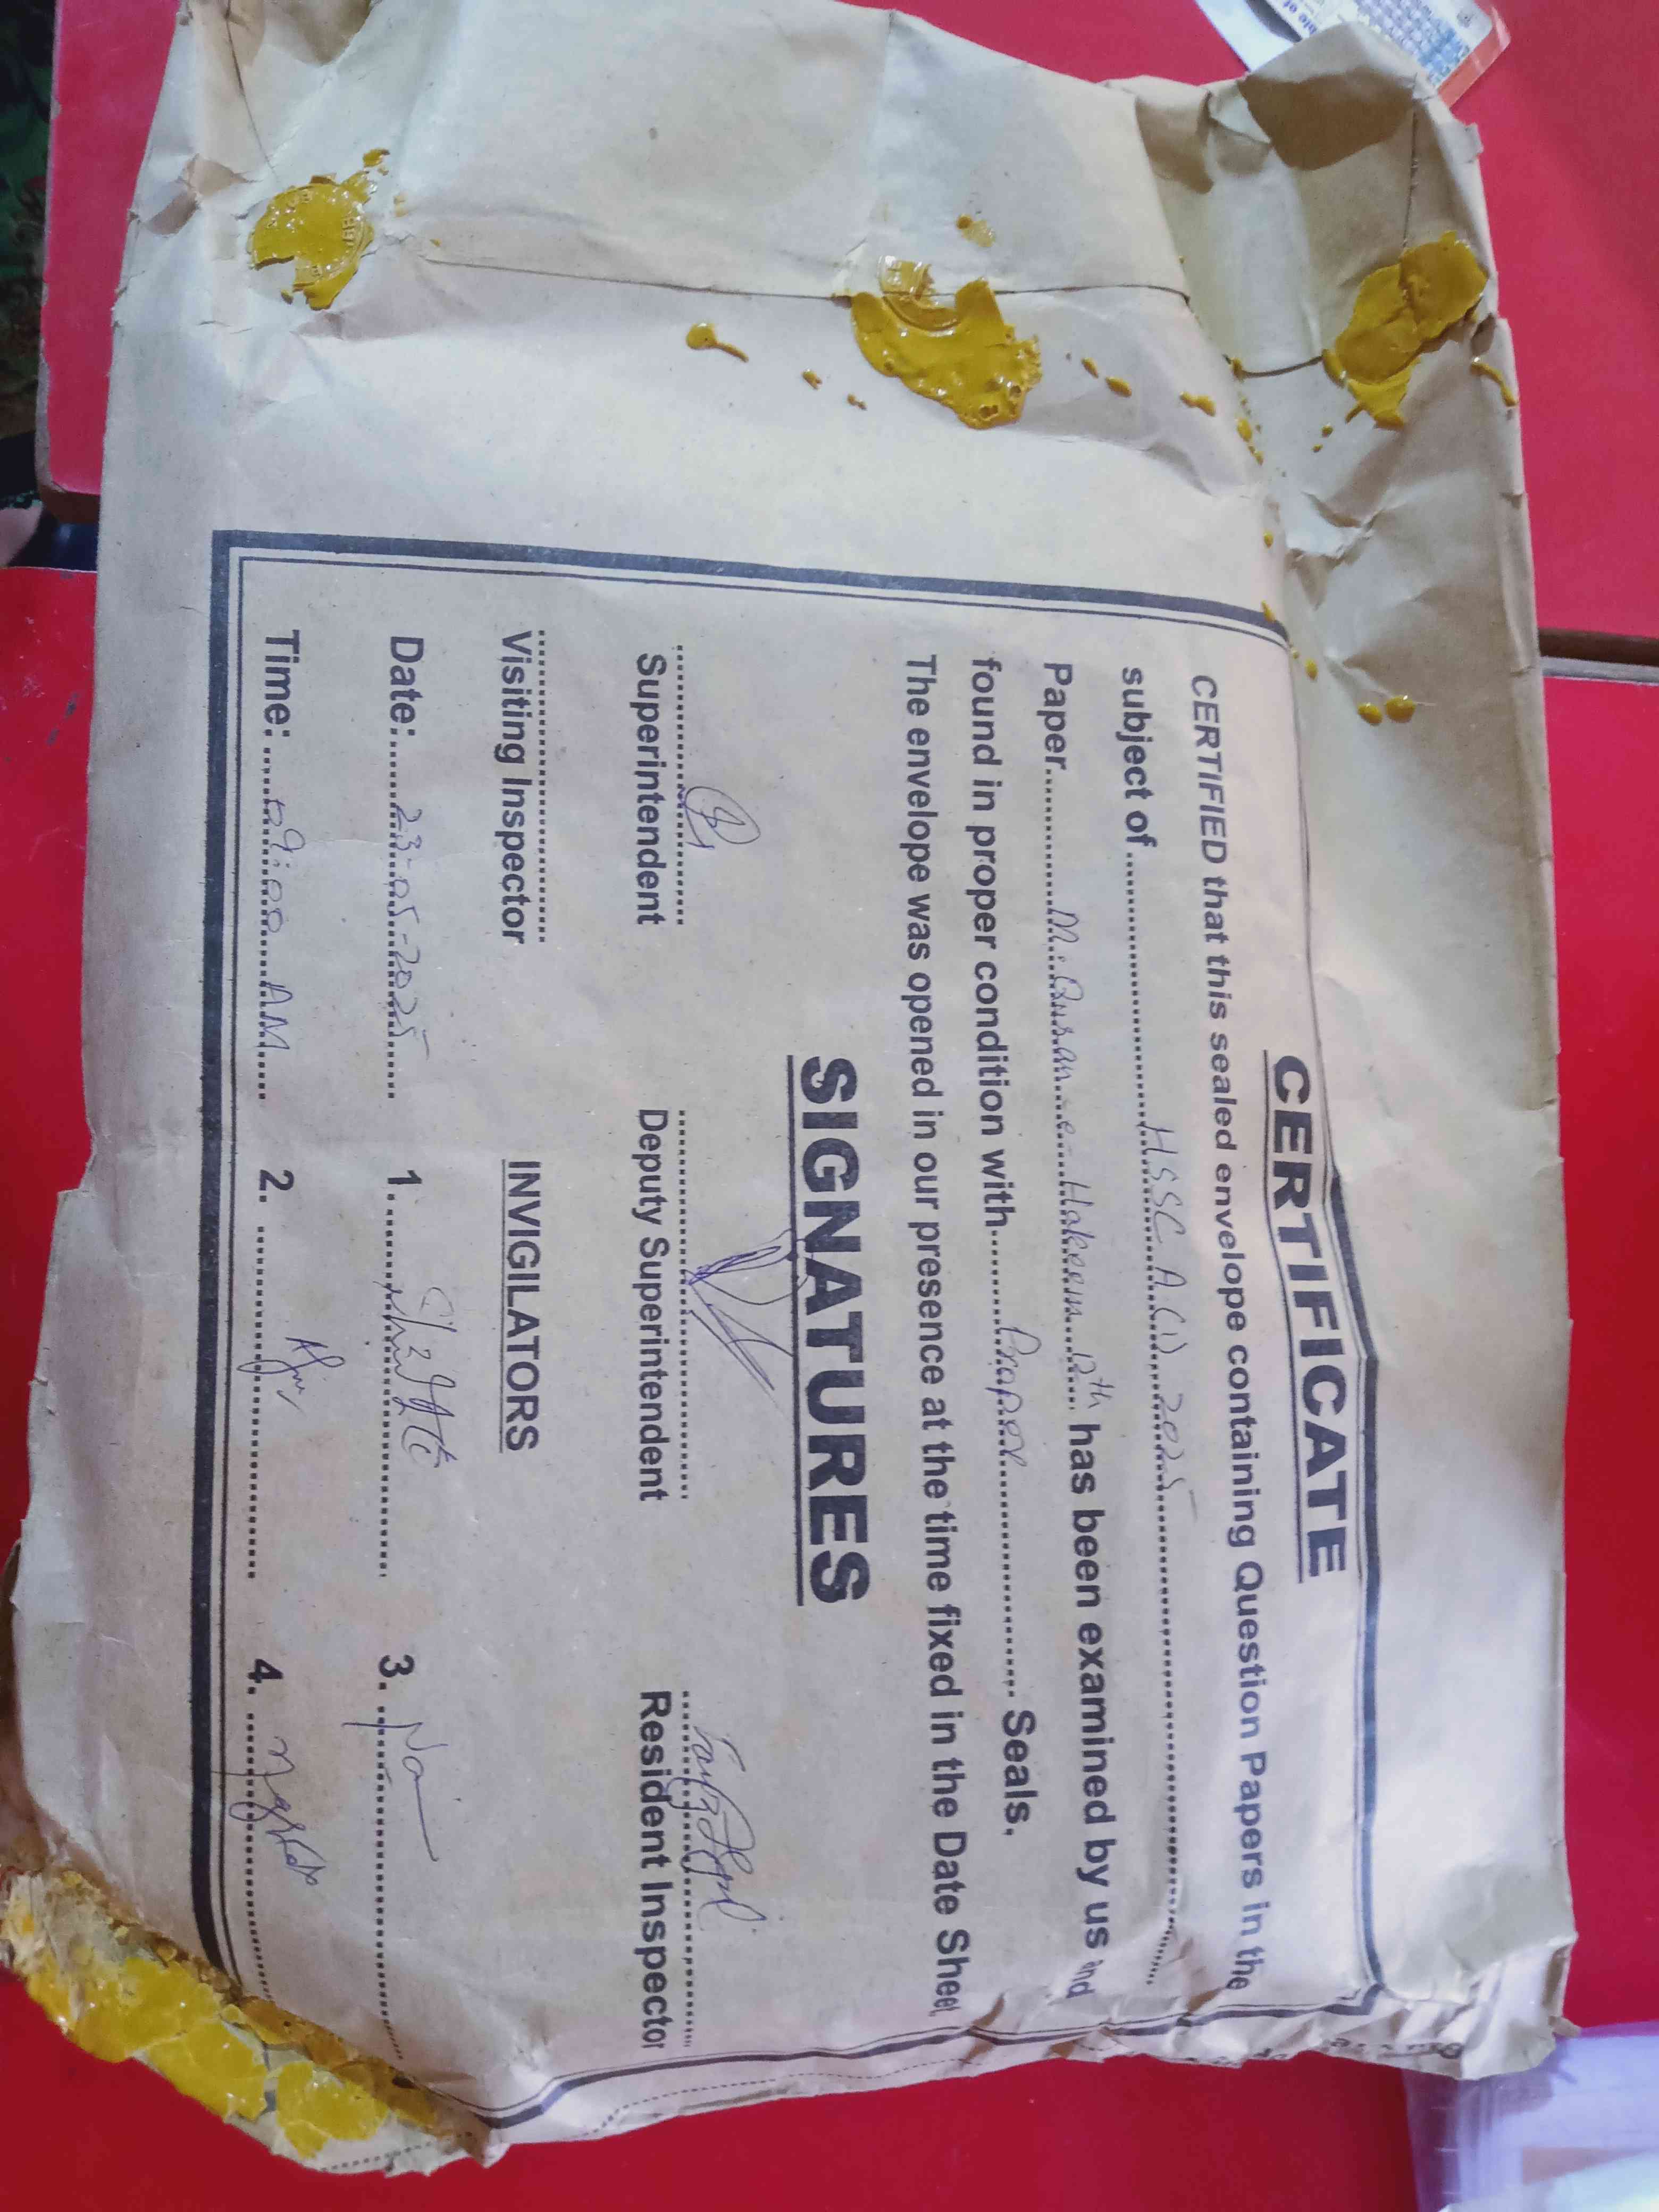 CERTIFICATE
CERTIFIED that this sealed envelope containing Question Papers in the
subject of ........ HSSC A (I) 2025 ........
Paper........ M. Quran-e-Hakeem 12th has been examined by us and
found in proper condition with........ Proper ........ Seals.
The envelope was opened in our presence at the time fixed in the Date Sheet.
SIGNATURES
Superintendent Deputy Superintendent Resident Inspector
Visiting Inspector INVIGILATORS
Date: 23-05-2025 1. 3.
Time: 09:00 AM 2. 4.